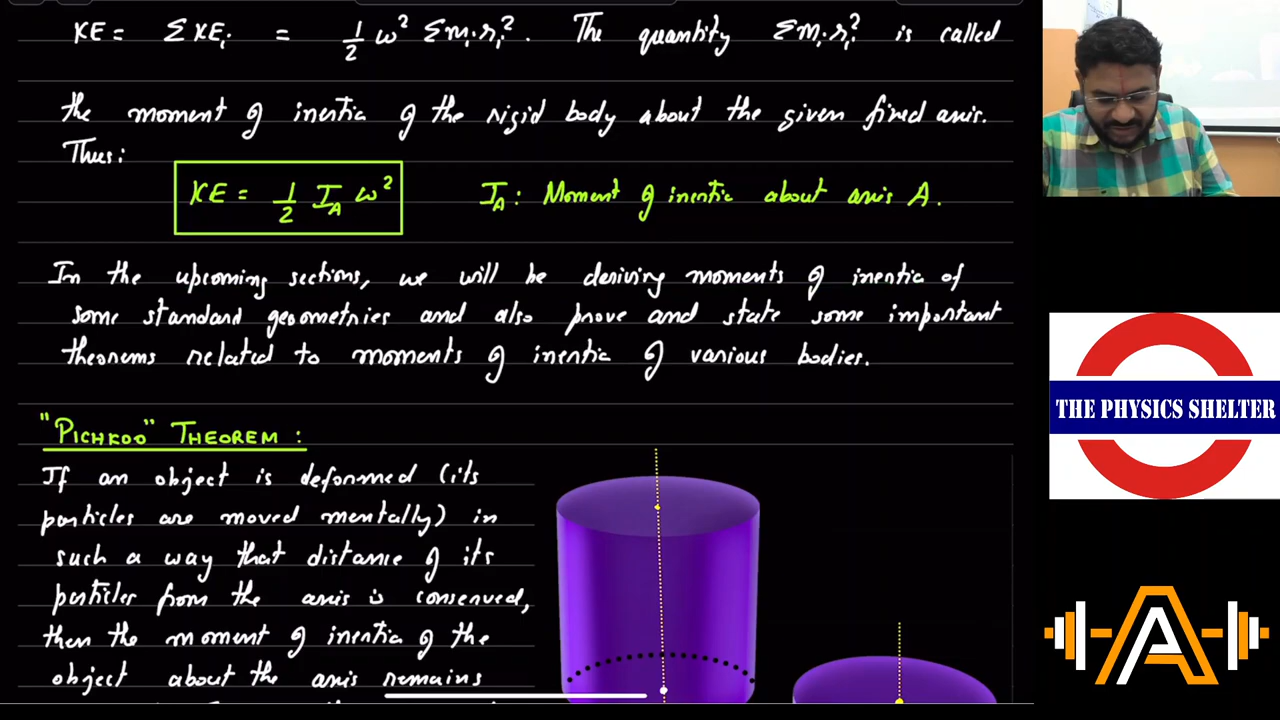 KE = ΣKEᵢ = 1/2 ω² Σmᵢrᵢ². The quantity Σmᵢrᵢ² is called
the moment of inertia of the rigid body about the given fixed axis.
Thus:
KE = 1/2 I_A ω² I_A : Moment of inertia about axis A.
In the upcoming sections, we will be deriving moments of inertia of
some standard geometries and also prove and state some important
theorems related to moments of inertia of various bodies.
"PICHKOO" THEOREM :
If an object is deformed (its
particles are moved mentally) in
such a way that distance of its
particles from the axis is conserved,
then the moment of inertia of the
object about the axis remains
THE PHYSICS SHELTER